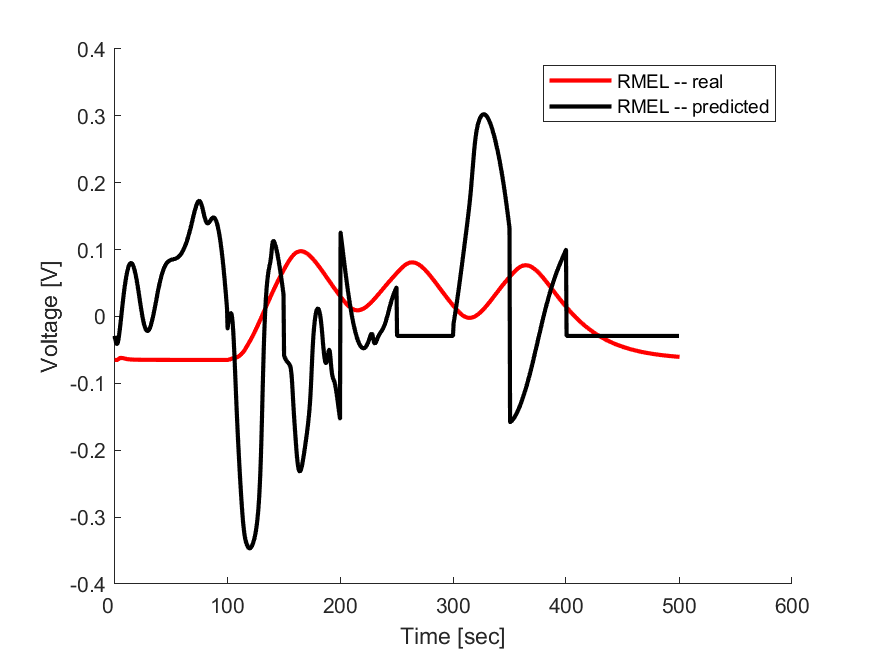 0.4
0.3
0.2
0.1
0
-0.1
-0.2
-0.3
-0.4
Voltage [V]
RMEL -- real
RMEL -- predicted
0 100 200 300 400 500 600
Time [sec]